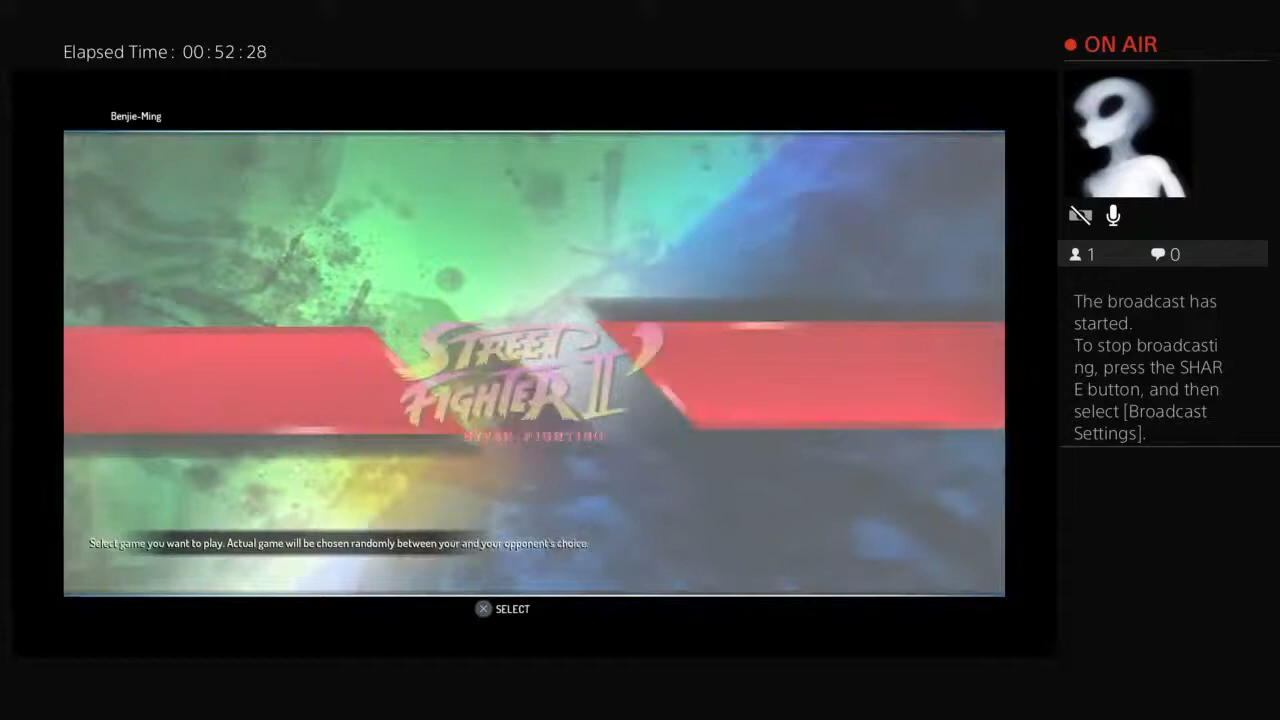 Elapsed Time: 00:52:28
ON AIR
Benjie-Ming
1
0
The broadcast has
started.
To stop broadcasti
ng, press the SHAR
E button, and then
select [Broadcast
Settings].
STREET
FIGHTER II'
HYPER FIGHTING
Select game you want to play. Actual game will be chosen randomly between your and your opponent's choice.
SELECT